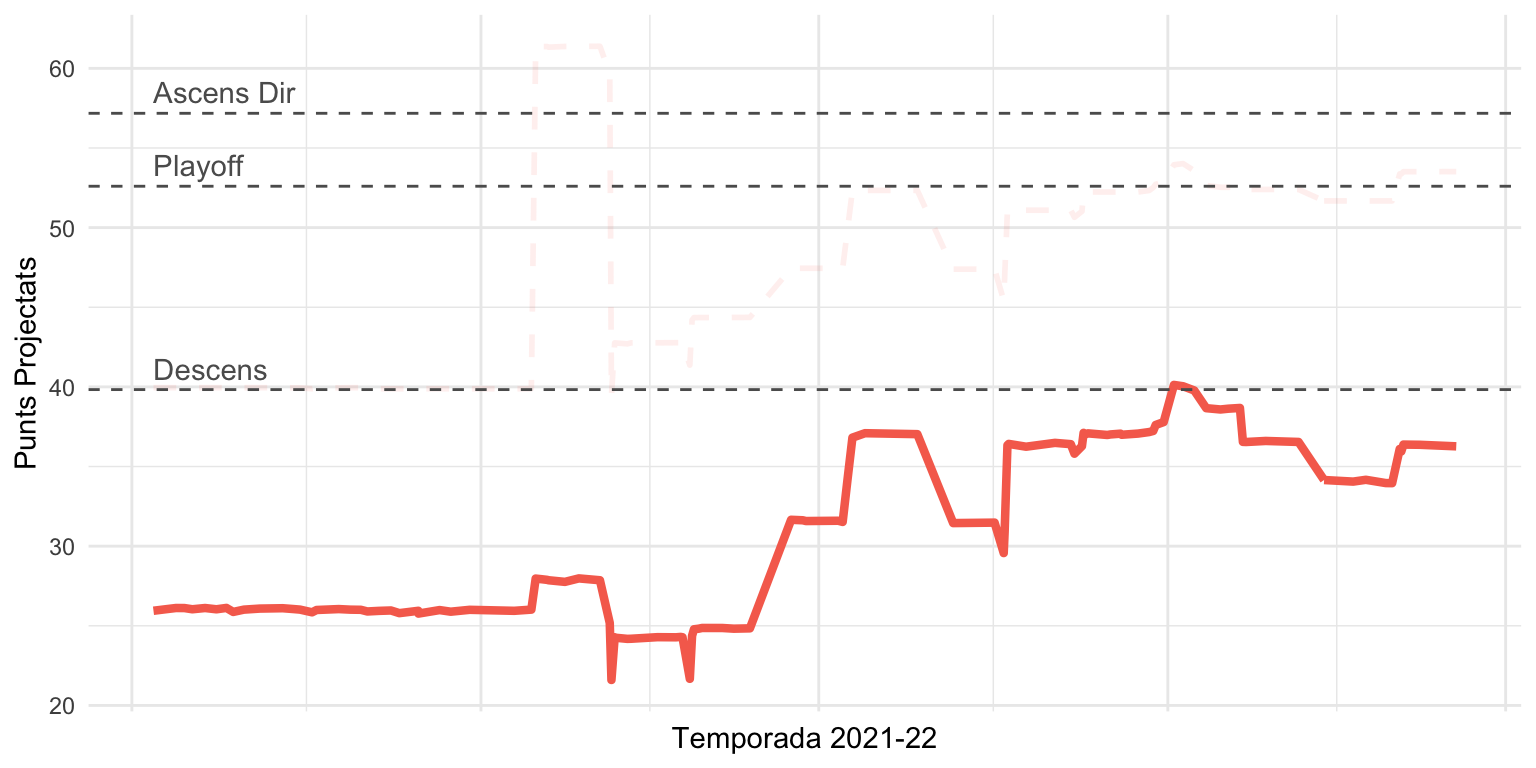 60
Ascens Dir
Playoff
50
Descens
40
30
20
Punts Projectats
Temporada 2021-22